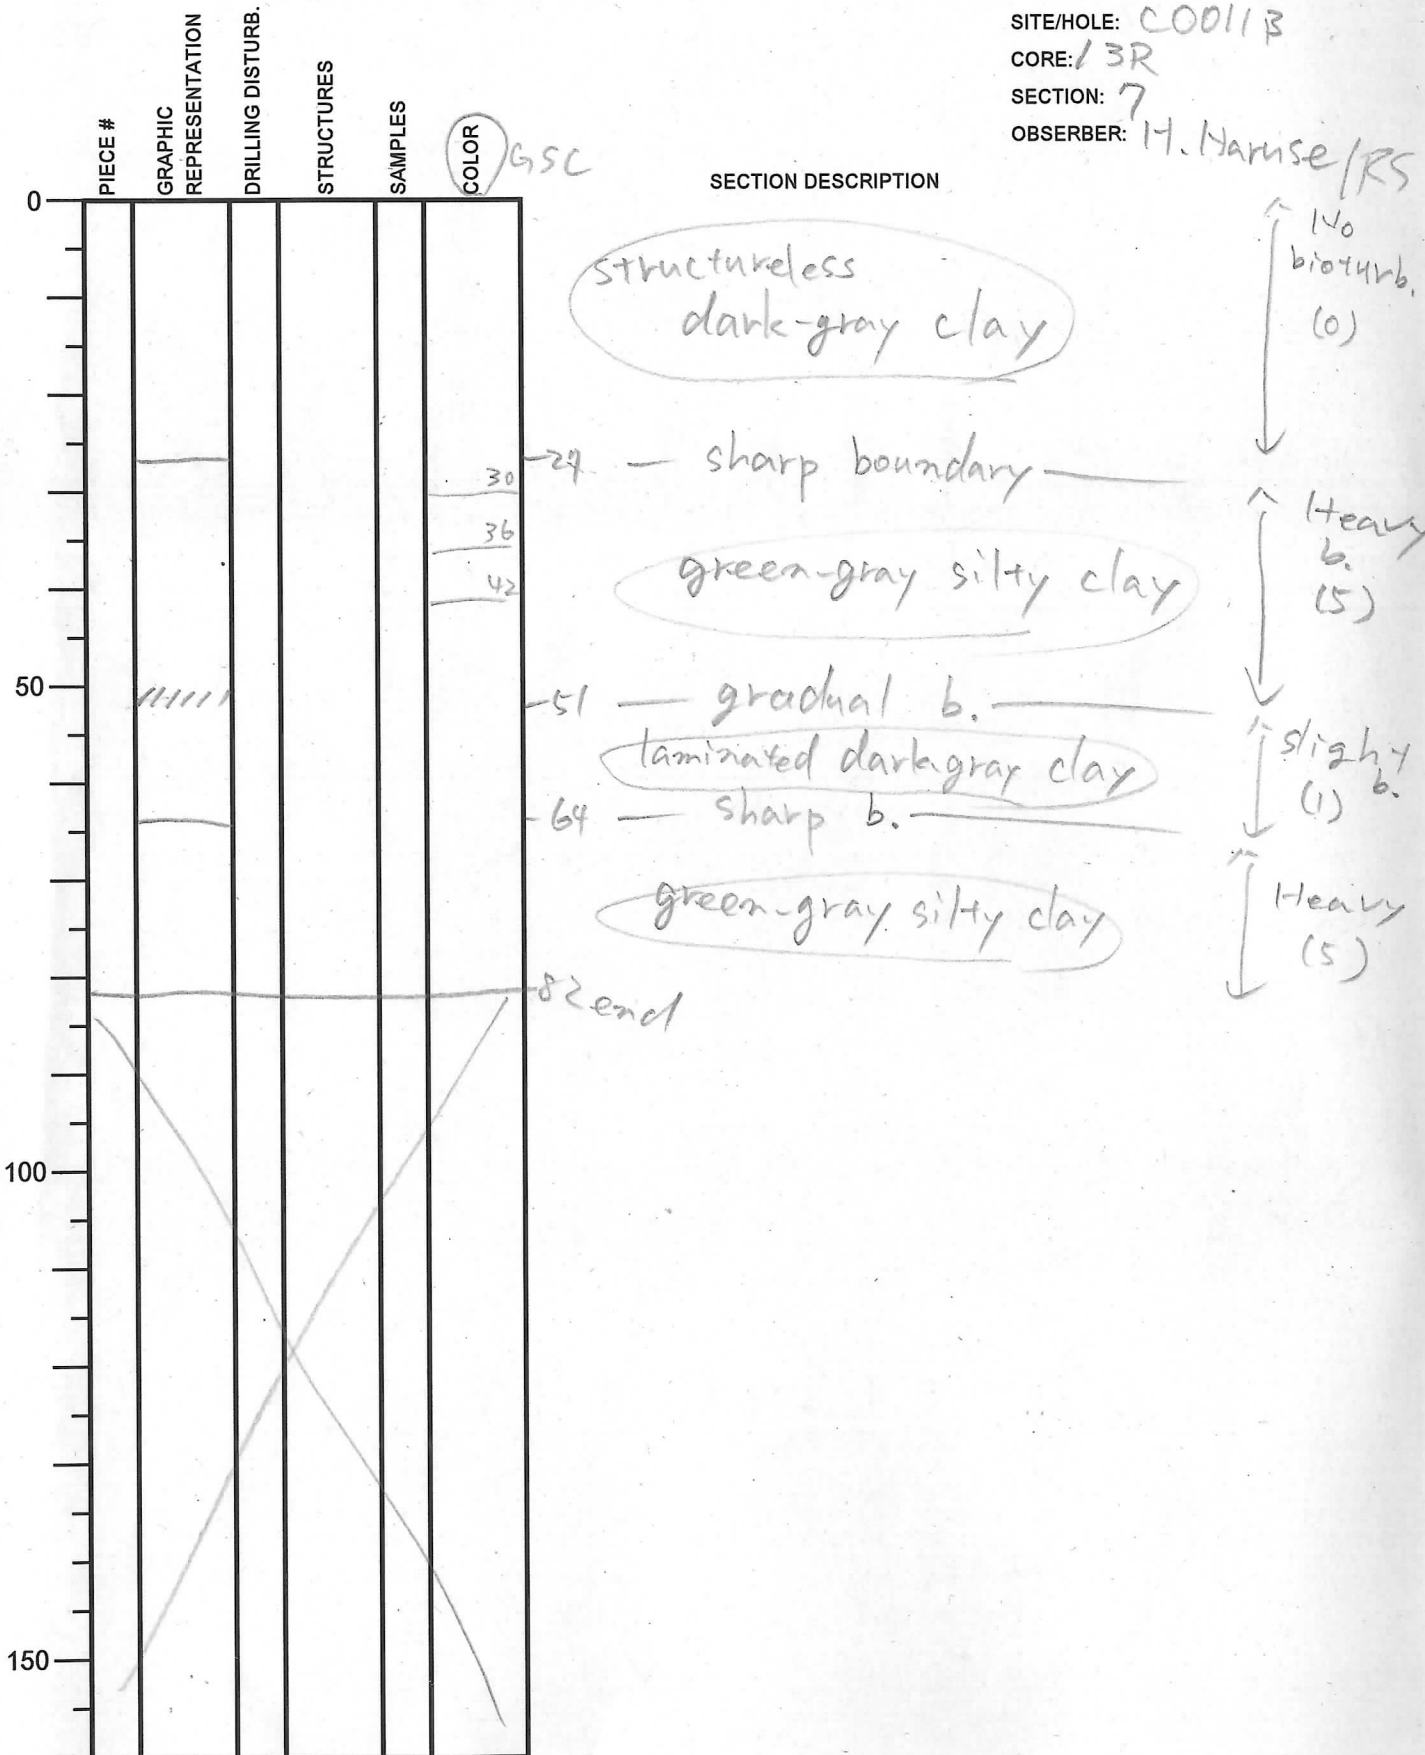 SITE/HOLE: C0011B
CORE: 13R
SECTION: 7
OBSERBER: H. Naruse/RS
PIECE #
GRAPHIC
REPRESENTATION
DRILLING DISTURB.
STRUCTURES
SAMPLES
COLOR GSC
SECTION DESCRIPTION
0
No
bioturb.
(0)
structureless
dark-gray clay
27 — sharp boundary
30
36
42
Heavy
b.
(5)
green-gray silty clay
50
51 — gradual b.
slighy
b.
(1)
laminated dark gray clay
64 — sharp b.
green-gray silty clay
Heavy
(5)
82 end
100
150